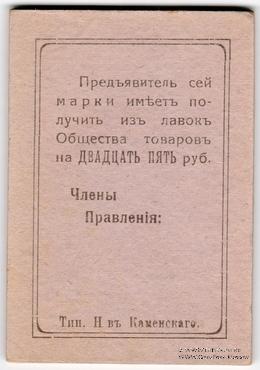 Предъявитель сей
марки имѣетъ по-
лучить изъ лавокъ
Общества товаровъ
на ДВАДЦАТЬ ПЯТЬ руб.
Члены
Правленія:
Тип. Н въ Каменскаго.